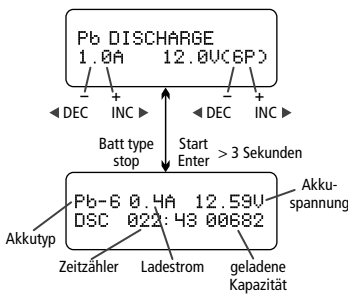 Pb DISCHARGE
1.0A 12.0V(6P)
– + – +
◀ DEC INC ▶ ◀ DEC INC ▶
Batt type
stop
Start
Enter
> 3 Sekunden
Pb-6 0.4A 12.59V
DSC 022:43 00682
Akku-
spannung
Akkutyp
Zeitzähler Ladestrom geladene
Kapazität